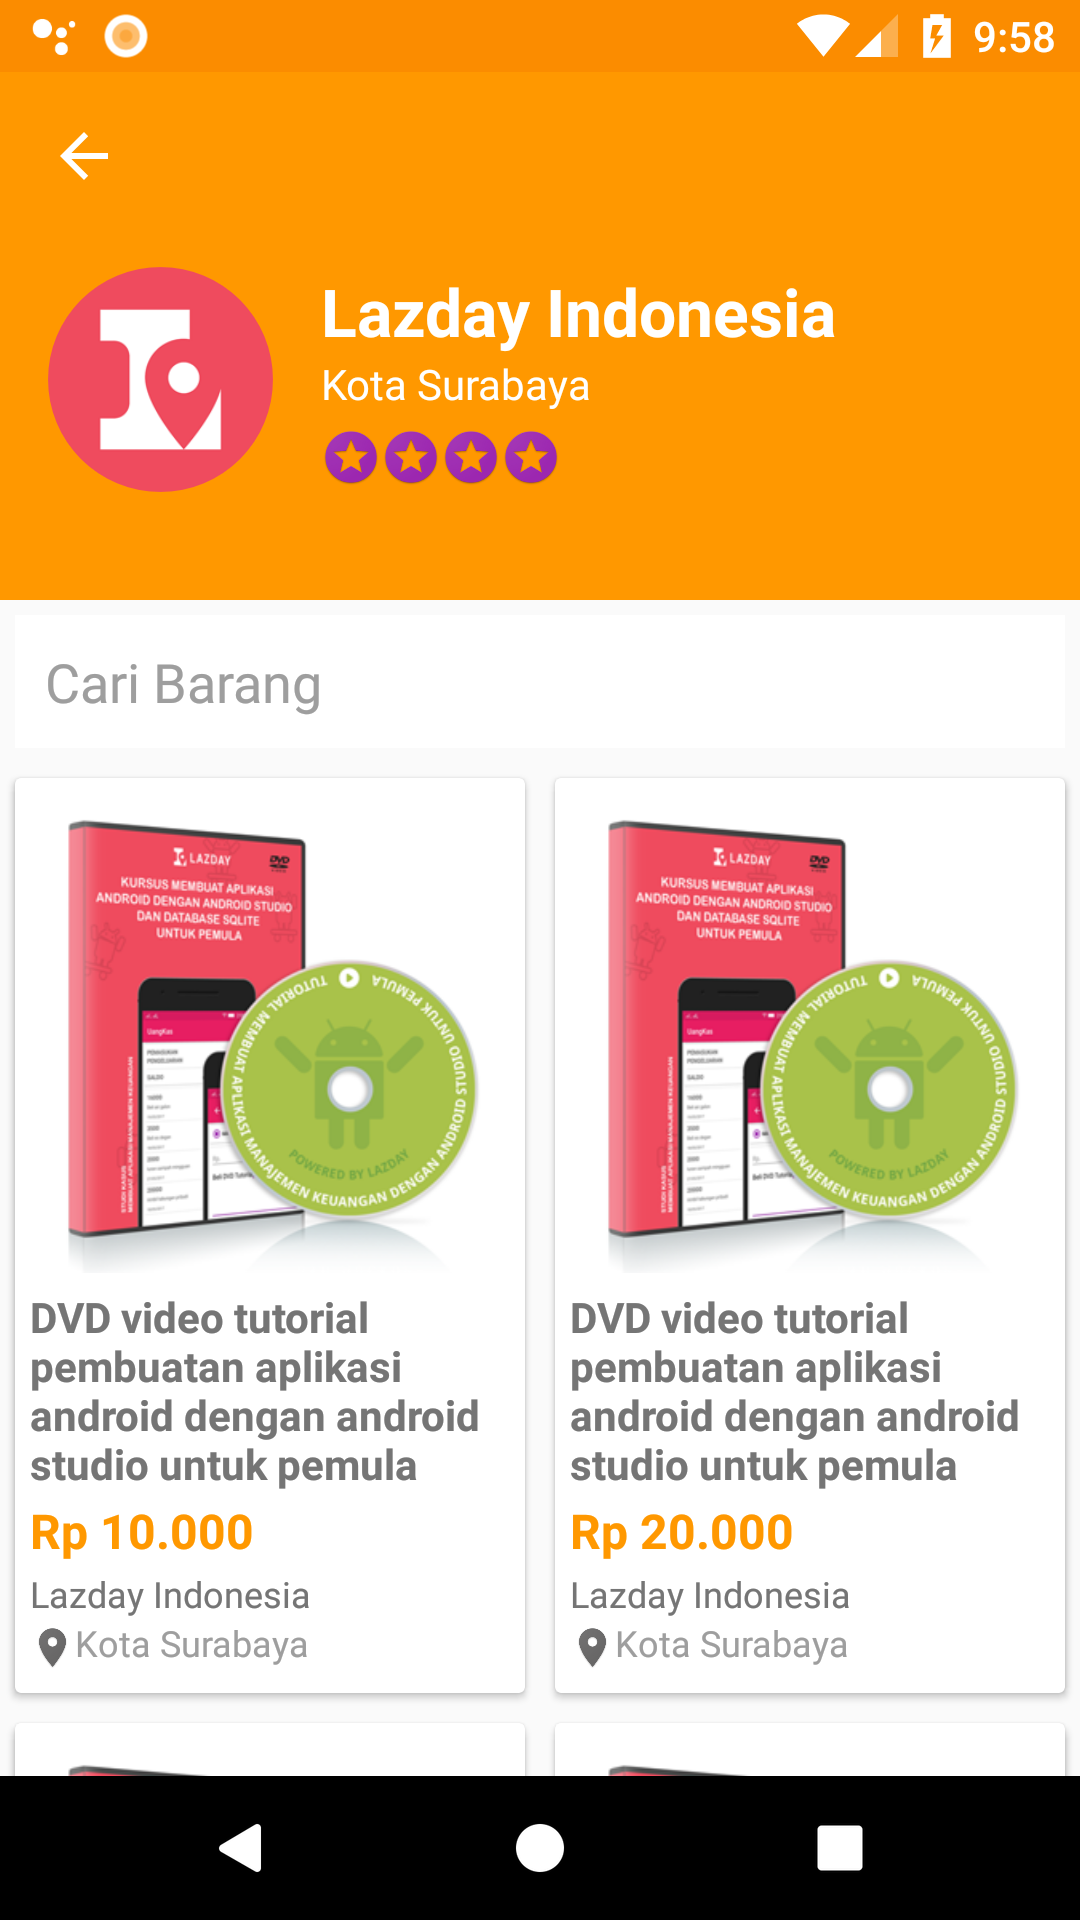 9:58
Lazday Indonesia
Kota Surabaya
Cari Barang
LAZDAY
DVD
KURSUS MEMBUAT APLIKASI
ANDROID DENGAN ANDROID STUDIO
DAN DATABASE SQLITE
UNTUK PEMULA
UangKas
TUTORIAL MEMBUAT APLIKASI MANAJEMEN KEUANGAN DENGAN ANDROID STUDIO UNTUK PEMULA
POWERED BY LAZDAY
DVD video tutorial
pembuatan aplikasi
android dengan android
studio untuk pemula
Rp 10.000
Lazday Indonesia
Kota Surabaya
LAZDAY
DVD
KURSUS MEMBUAT APLIKASI
ANDROID DENGAN ANDROID STUDIO
DAN DATABASE SQLITE
UNTUK PEMULA
UangKas
TUTORIAL MEMBUAT APLIKASI MANAJEMEN KEUANGAN DENGAN ANDROID STUDIO UNTUK PEMULA
POWERED BY LAZDAY
DVD video tutorial
pembuatan aplikasi
android dengan android
studio untuk pemula
Rp 20.000
Lazday Indonesia
Kota Surabaya